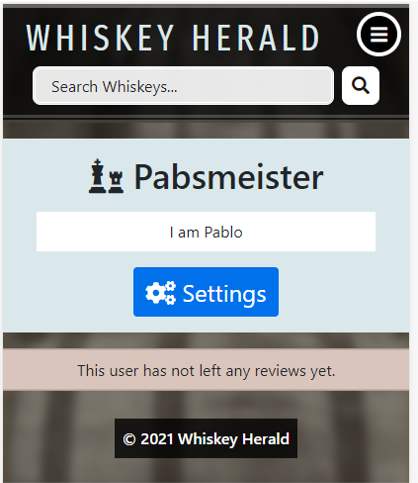 WHISKEY HERALD
Search Whiskeys...
Pabsmeister
I am Pablo
Settings
This user has not left any reviews yet.
© 2021 Whiskey Herald